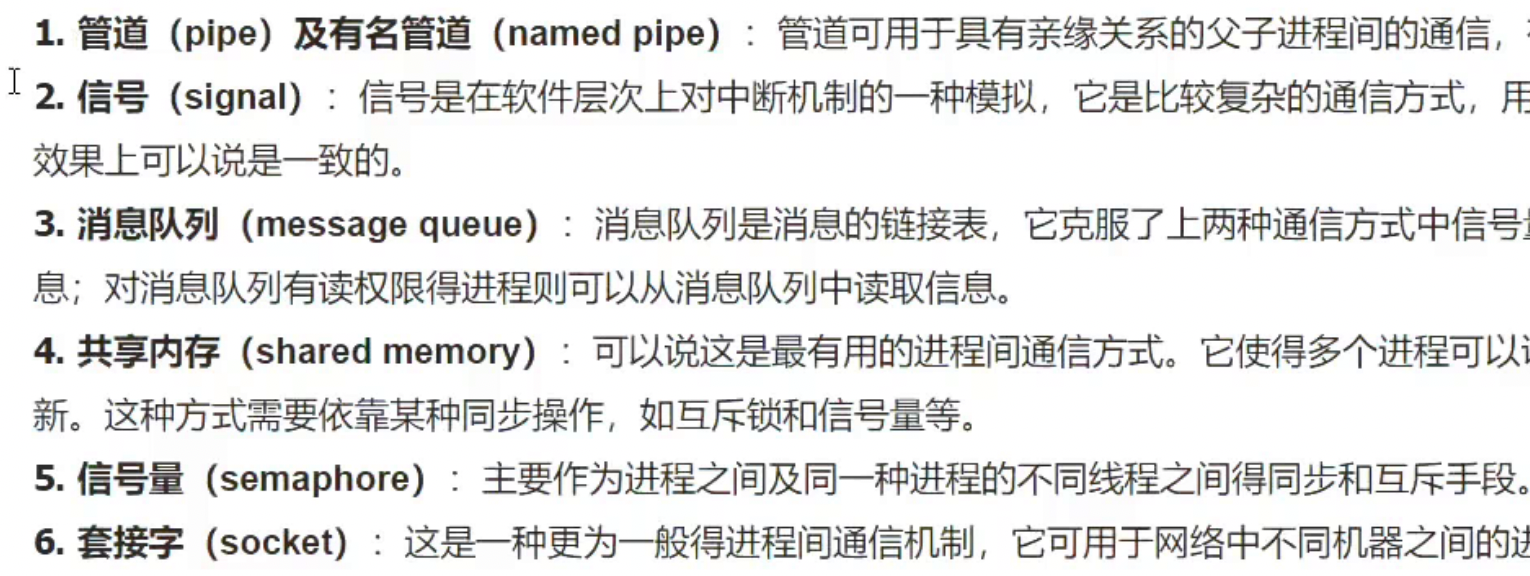 1. 管道（pipe）及有名管道（named pipe）：管道可用于具有亲缘关系的父子进程间的通信，
2. 信号（signal）：信号是在软件层次上对中断机制的一种模拟，它是比较复杂的通信方式，用
效果上可以说是一致的。
3. 消息队列（message queue）：消息队列是消息的链接表，它克服了上两种通信方式中信号
息；对消息队列有读权限得进程则可以从消息队列中读取信息。
4. 共享内存（shared memory）：可以说这是最有用的进程间通信方式。它使得多个进程可以
新。这种方式需要依靠某种同步操作，如互斥锁和信号量等。
5. 信号量（semaphore）：主要作为进程之间及同一种进程的不同线程之间得同步和互斥手段。
6. 套接字（socket）：这是一种更为一般得进程间通信机制，它可用于网络中不同机器之间的